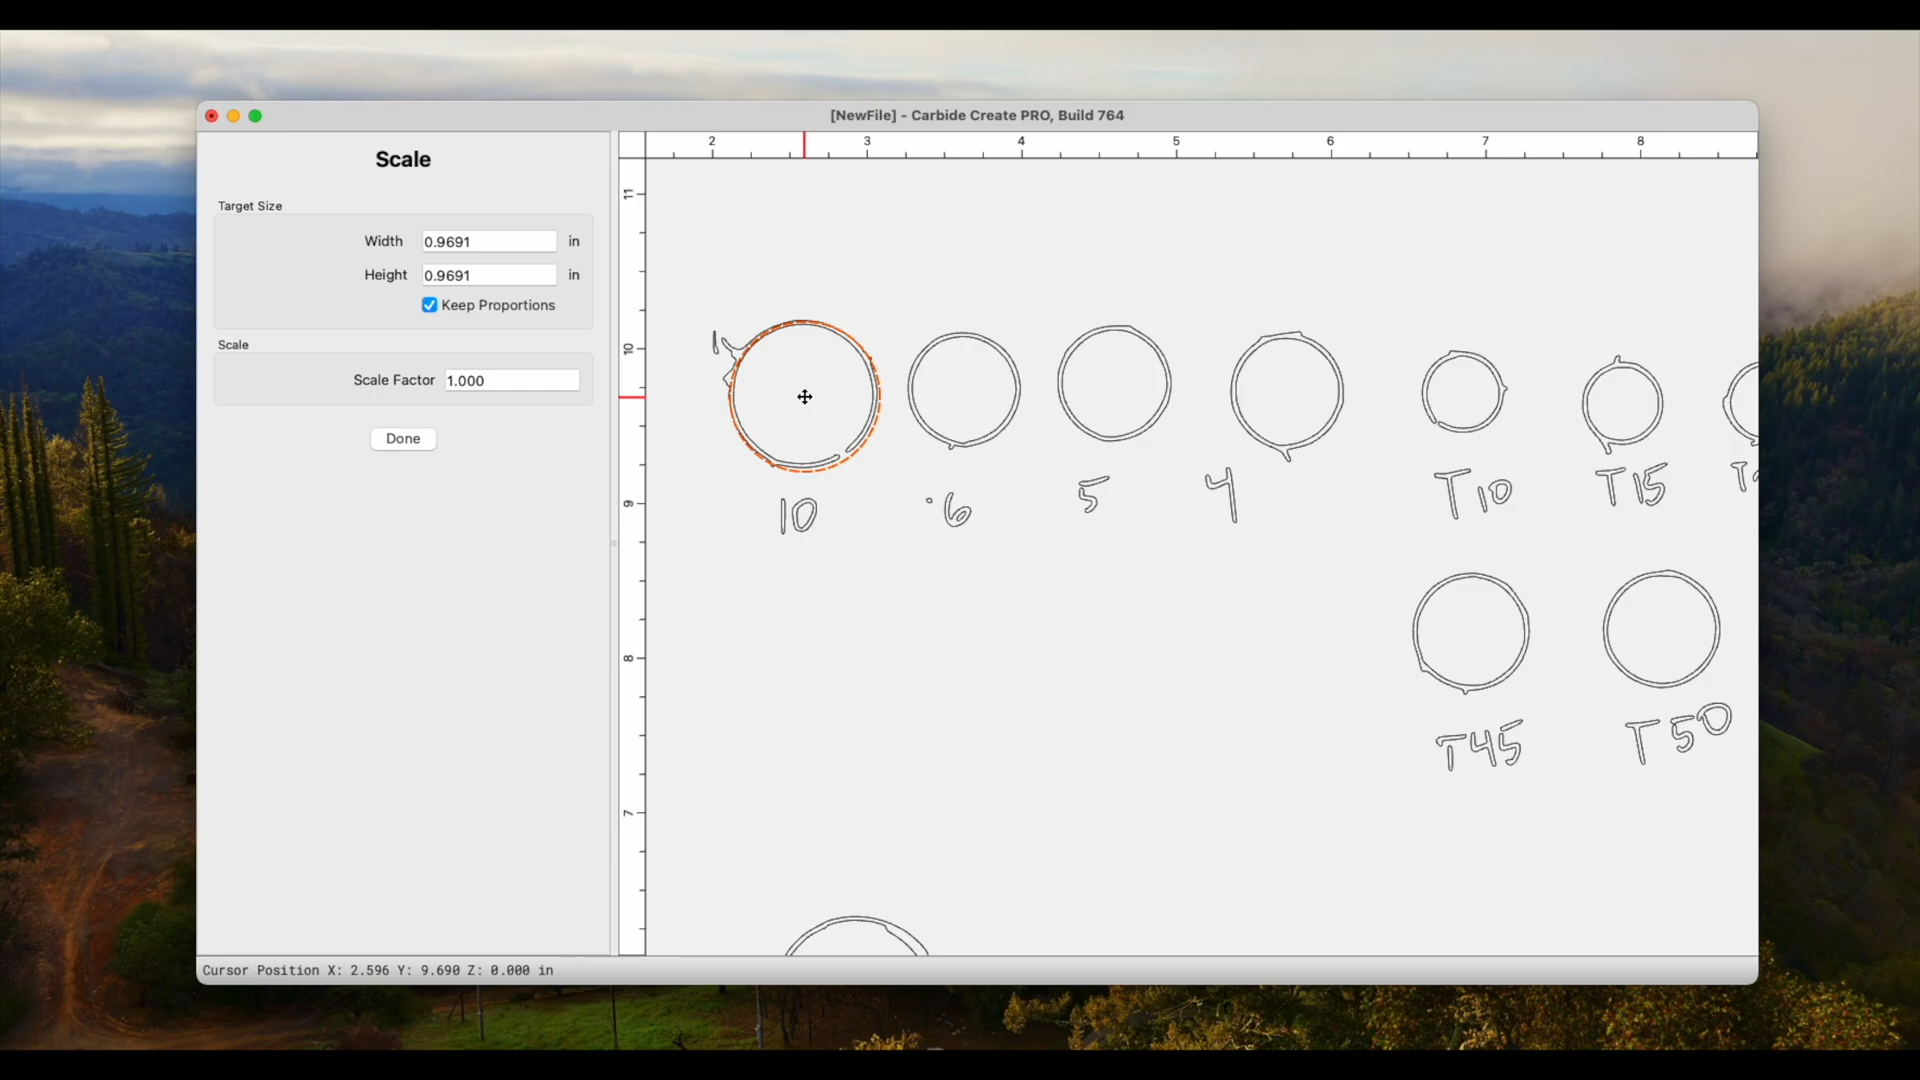 [NewFile] - Carbide Create PRO, Build 764
Scale
Target Size
Width 0.9691 in
Height 0.9691 in
Keep Proportions
Scale
Scale Factor 1.000
Done
2 3 4 5 6 7 8
11
10
9
8
7
10 6 5 4 T10 T15
T45 T50
Cursor Position X: 2.596 Y: 9.690 Z: 0.000 in